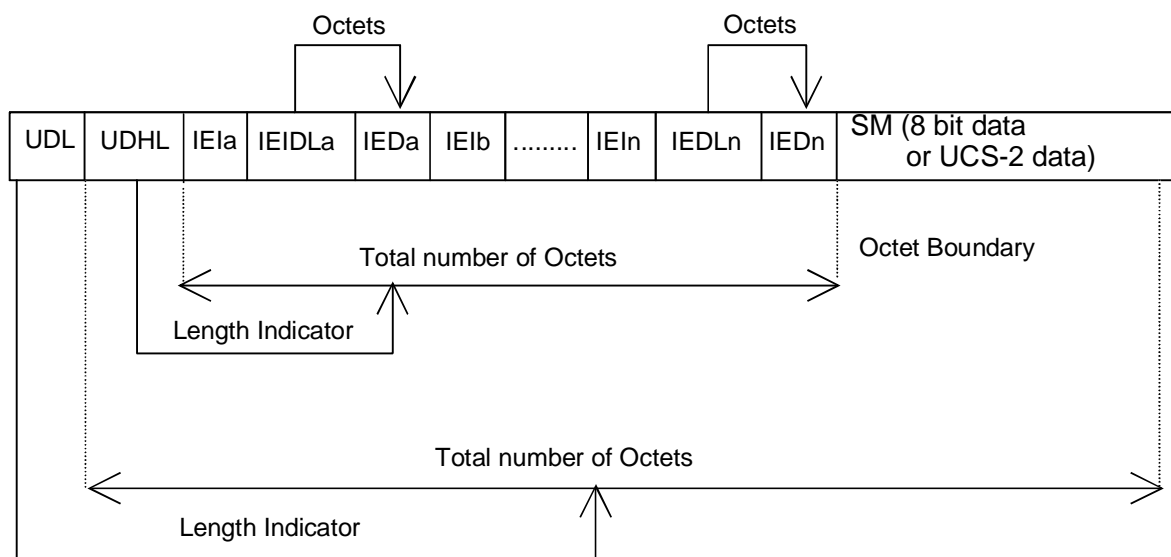 Octets
Octets
UDL UDHL IEIa IEIDLa IEDa IEIb ......... IEIn IEDLn IEDn SM (8 bit data
or UCS-2 data)
Total number of Octets
Octet Boundary
Length Indicator
Total number of Octets
Length Indicator